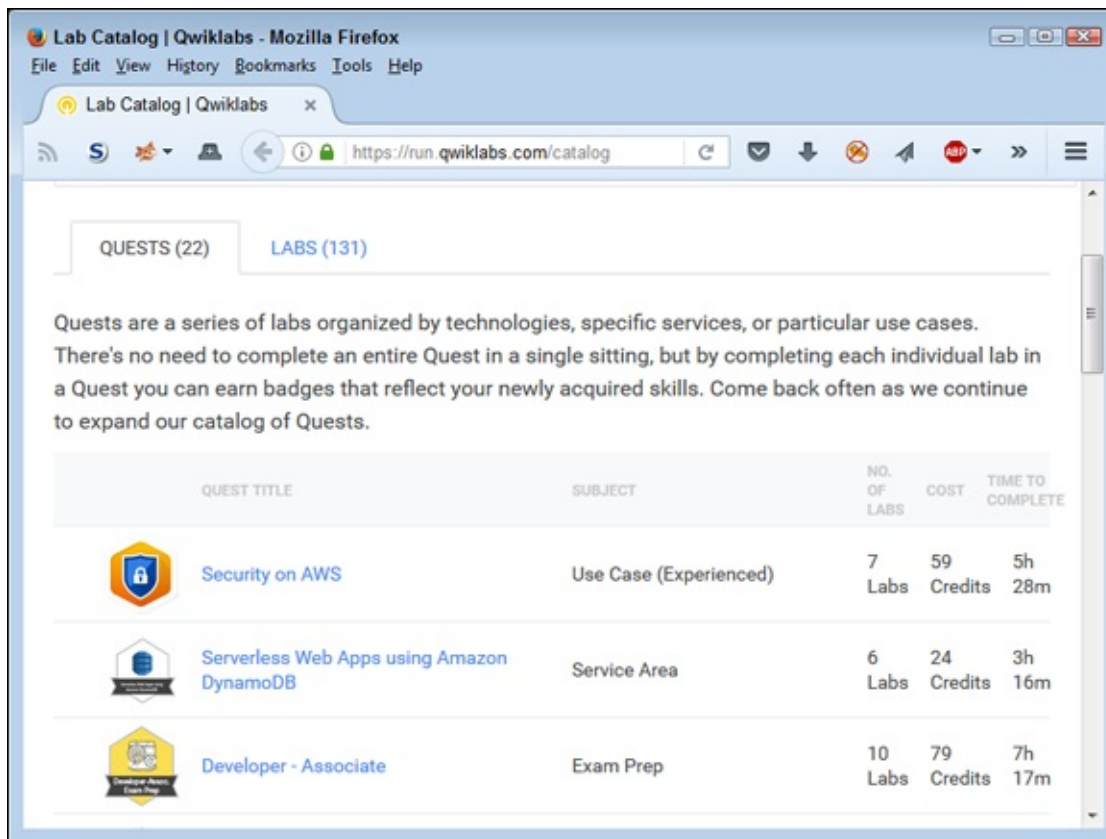 Lab Catalog | Qwiklabs - Mozilla Firefox
File Edit View History Bookmarks Tools Help
Lab Catalog | Qwiklabs ×
S ABP https://run.qwiklabs.com/catalog
QUESTS (22) LABS (131)
Quests are a series of labs organized by technologies, specific services, or particular use cases.
There's no need to complete an entire Quest in a single sitting, but by completing each individual lab in
a Quest you can earn badges that reflect your newly acquired skills. Come back often as we continue
to expand our catalog of Quests.
QUEST TITLE SUBJECT NO. OF LABS COST TIME TO COMPLETE
Security on AWS Use Case (Experienced) 7 Labs 59 Credits 5h 28m
Serverless Web Apps using Amazon
DynamoDB Service Area 6 Labs 24 Credits 3h 16m
Developer - Associate Exam Prep 10 Labs 79 Credits 7h 17m
Developer-Assoc.
Exam Prep